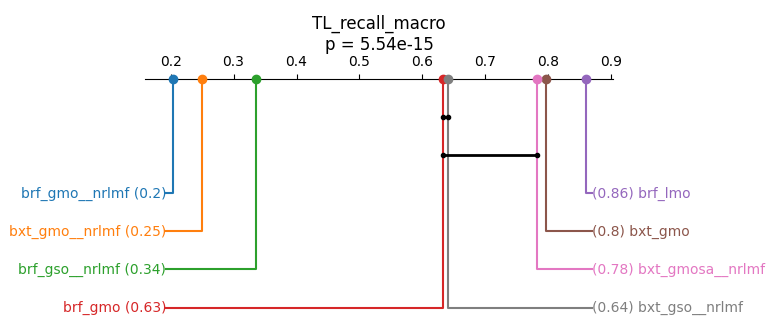 TL_recall_macro
p = 5.54e-15
0.2 0.3 0.4 0.5 0.6 0.7 0.8 0.9
brf_gmo__nrlmf (0.2)
(0.86) brf_lmo
bxt_gmo__nrlmf (0.25)
(0.8) bxt_gmo
brf_gso__nrlmf (0.34)
(0.78) bxt_gmosa__nrlmf
brf_gmo (0.63)
(0.64) bxt_gso__nrlmf